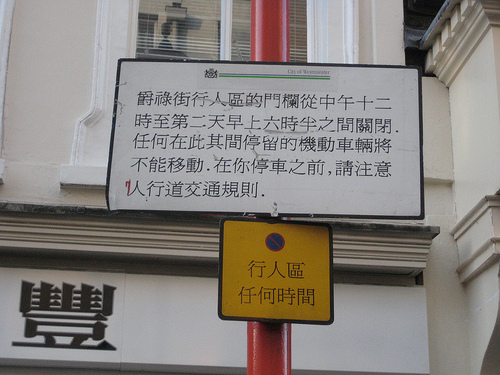 City of Westminster
爵祿街行人區的門欄從中午十二
時至第二天早上六時半之間關閉.
任何在此其間停留的機動車輛將
不能移動.在你停車之前,請注意
人行道交通規則.
行人區
任何時間
豐